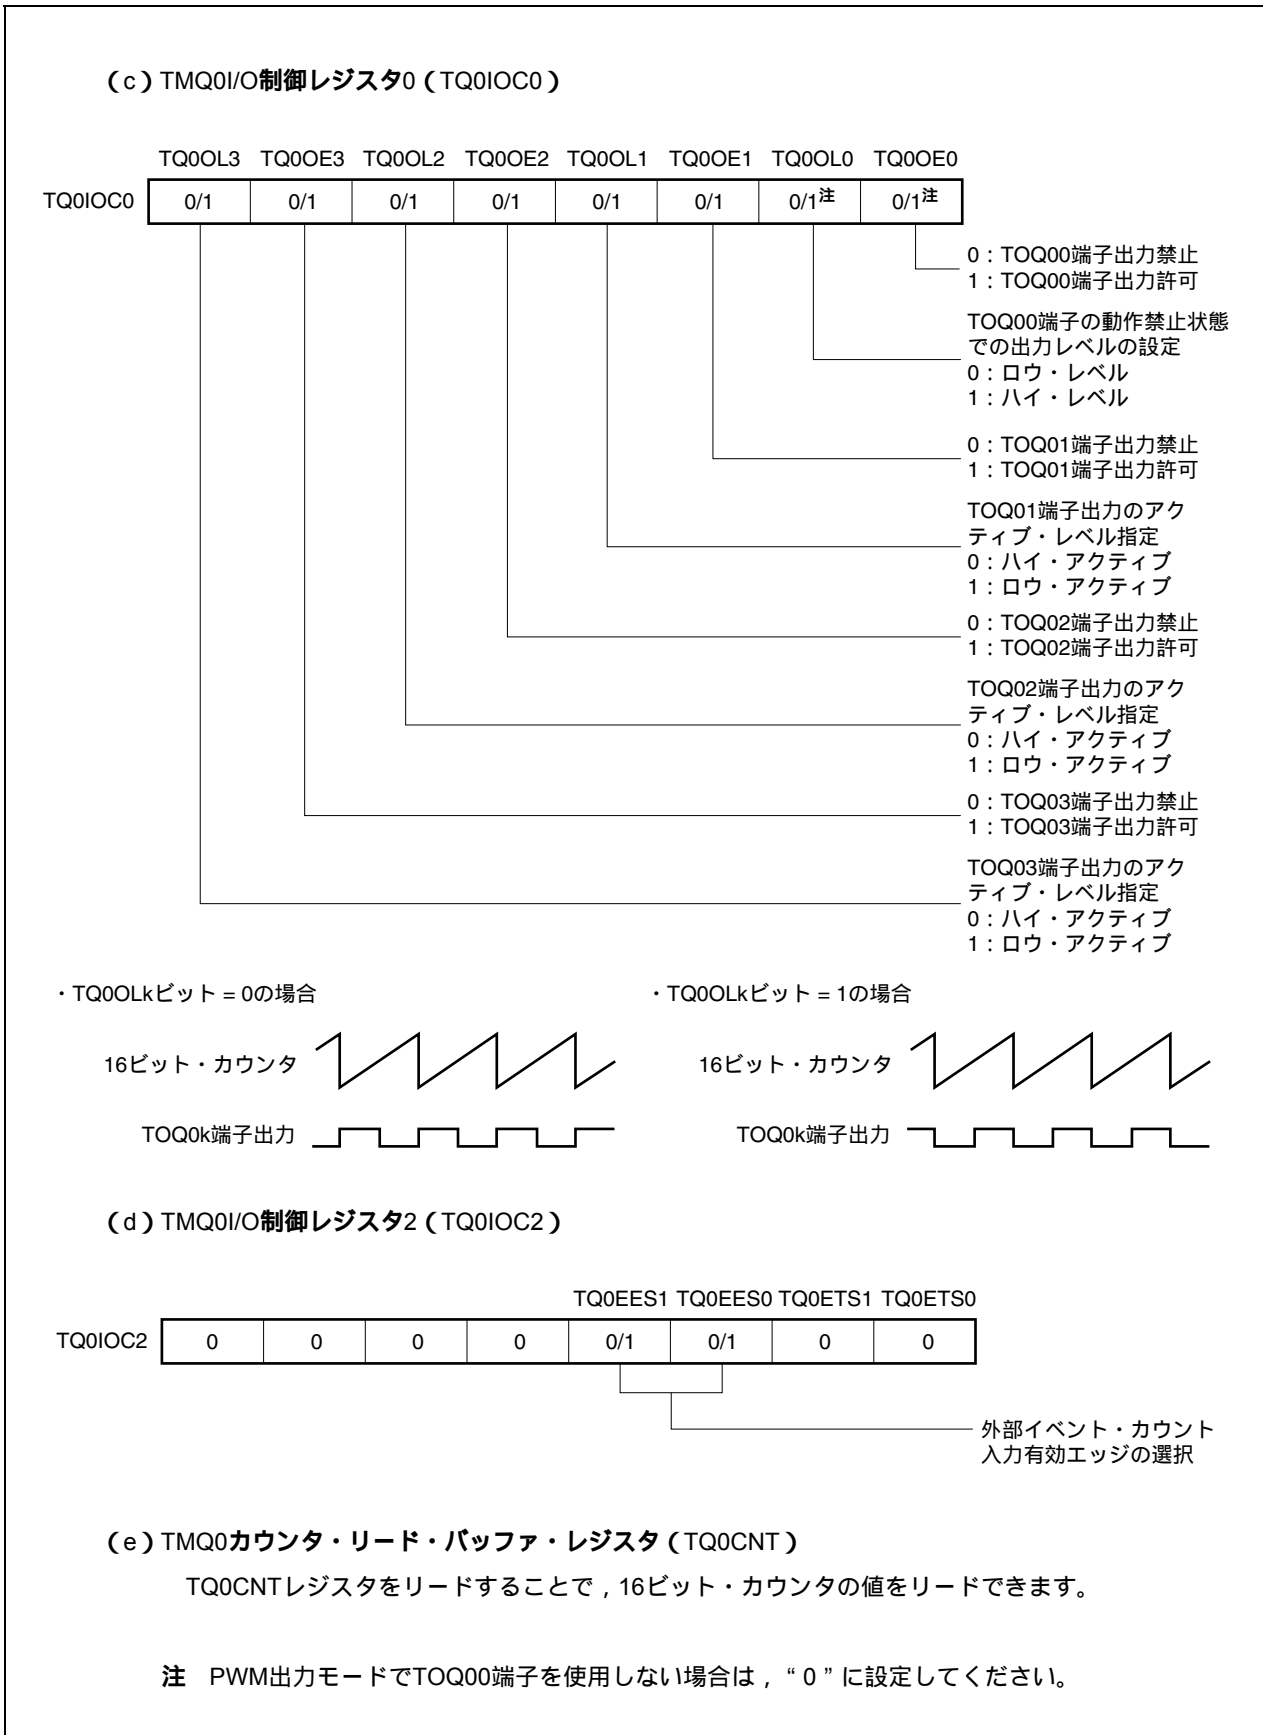 （c）TMQ0I/O制御レジスタ0（TQ0IOC0）
TQ0OL3 TQ0OE3 TQ0OL2 TQ0OE2 TQ0OL1 TQ0OE1 TQ0OL0 TQ0OE0
TQ0IOC0 0/1 0/1 0/1 0/1 0/1 0/1 0/1注 0/1注
0：TOQ00端子出力禁止
1：TOQ00端子出力許可
TOQ00端子の動作禁止状態
での出力レベルの設定
0：ロウ・レベル
1：ハイ・レベル
0：TOQ01端子出力禁止
1：TOQ01端子出力許可
TOQ01端子出力のアク
ティブ・レベル指定
0：ハイ・アクティブ
1：ロウ・アクティブ
0：TOQ02端子出力禁止
1：TOQ02端子出力許可
TOQ02端子出力のアク
ティブ・レベル指定
0：ハイ・アクティブ
1：ロウ・アクティブ
0：TOQ03端子出力禁止
1：TOQ03端子出力許可
TOQ03端子出力のアク
ティブ・レベル指定
0：ハイ・アクティブ
1：ロウ・アクティブ
・TQ0OLkビット = 0の場合
16ビット・カウンタ
TOQ0k端子出力
・TQ0OLkビット = 1の場合
16ビット・カウンタ
TOQ0k端子出力
（d）TMQ0I/O制御レジスタ2（TQ0IOC2）
TQ0EES1 TQ0EES0 TQ0ETS1 TQ0ETS0
TQ0IOC2 0 0 0 0 0/1 0/1 0 0
外部イベント・カウント
入力有効エッジの選択
（e）TMQ0カウンタ・リード・バッファ・レジスタ（TQ0CNT）
TQ0CNTレジスタをリードすることで，16ビット・カウンタの値をリードできます。
注 PWM出力モードでTOQ00端子を使用しない場合は，“0”に設定してください。